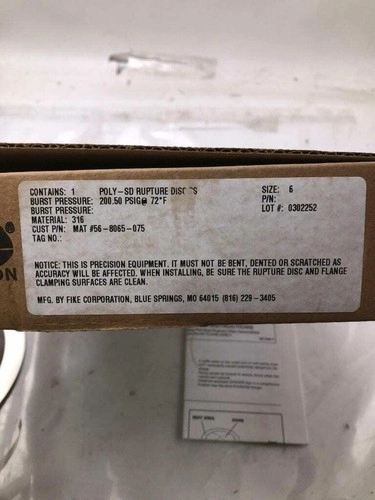 CONTAINS: 1 POLY-SD RUPTURE DISC
SIZE: 6
BURST PRESSURE: 200.50 PSIG@ 72°F
P/N:
BURST PRESSURE:
LOT #: 0302252
MATERIAL: 316
CUST P/N: MAT #56-8065-075
TAG NO.:
ON
NOTICE: THIS IS PRECISION EQUIPMENT, IT MUST NOT BE BENT, DENTED OR SCRATCHED AS
ACCURACY WILL BE AFFECTED. WHEN INSTALLING, BE SURE THE RUPTURE DISC AND FLANGE
CLAMPING SURFACES ARE CLEAN.
MFG. BY FIKE CORPORATION, BLUE SPRINGS, MO 64015 (816) 229-3405